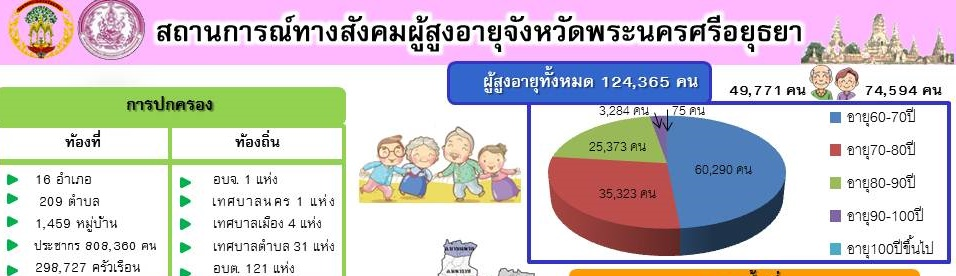 สถานการณ์ทางสังคมผู้สูงอายุจังหวัดพระนครศรีอยุธยา
ผู้สูงอายุทั้งหมด 124,365 คน
49,771 คน
74,594 คน
การปกครอง
ท้องที่
ท้องถิ่น
16 อำเภอ
209 ตำบล
1,459 หมู่บ้าน
ประชากร 808,360 คน
298,727 ครัวเรือน
อบจ. 1 แห่ง
เทศบาลนคร 1 แห่ง
เทศบาลเมือง 4 แห่ง
เทศบาลตำบล 31 แห่ง
อบต. 121 แห่ง
3,284 คน
75 คน
25,373 คน
60,290 คน
35,323 คน
อายุ60-70ปี
อายุ70-80ปี
อายุ80-90ปี
อายุ90-100ปี
อายุ100ปีขึ้นไป